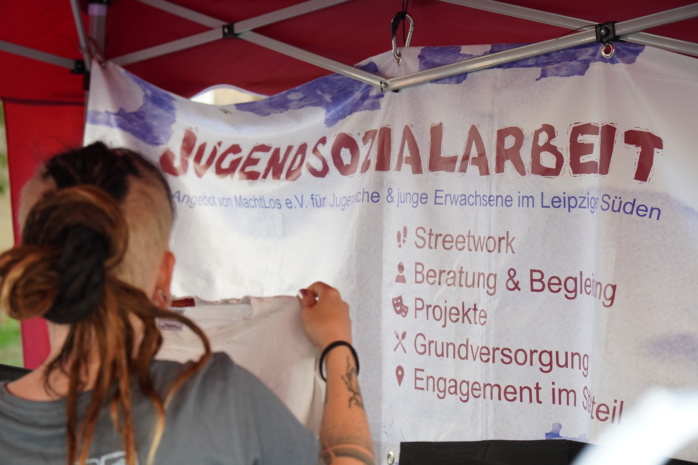 JUGENDSOZIALARBEIT
Angebot von MachtLos e.V. für Jugendliche & junge Erwachsene im Leipziger Süden
Streetwork
Beratung & Begleitung
Projekte
Grundversorgung
Engagement im Stadtteil